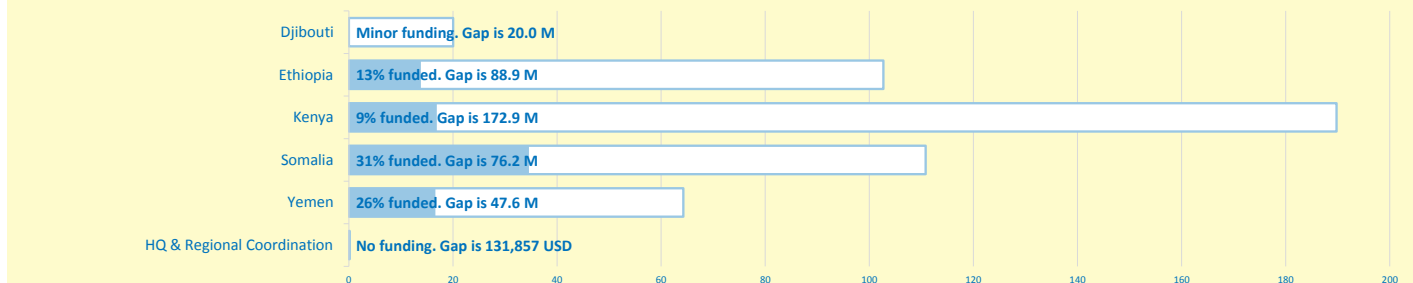 Djibouti Minor funding. Gap is 20.0 M
Ethiopia 13% funded. Gap is 88.9 M
Kenya 9% funded. Gap is 172.9 M
Somalia 31% funded. Gap is 76.2 M
Yemen 26% funded. Gap is 47.6 M
HQ & Regional Coordination No funding. Gap is 131,857 USD
0 20 40 60 80 100 120 140 160 180 200